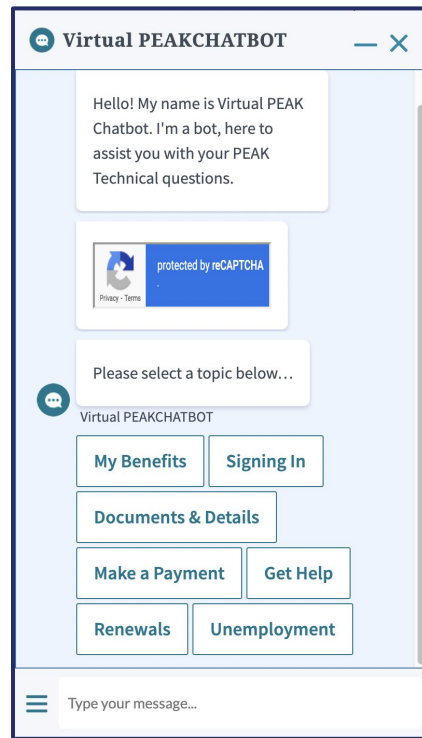 Virtual PEAKCHATBOT
Hello! My name is Virtual PEAK
Chatbot. I'm a bot, here to
assist you with your PEAK
Technical questions.
protected by reCAPTCHA
Privacy - Terms
Please select a topic below...
Virtual PEAKCHATBOT
My Benefits
Signing In
Documents & Details
Make a Payment
Get Help
Renewals
Unemployment
Type your message...